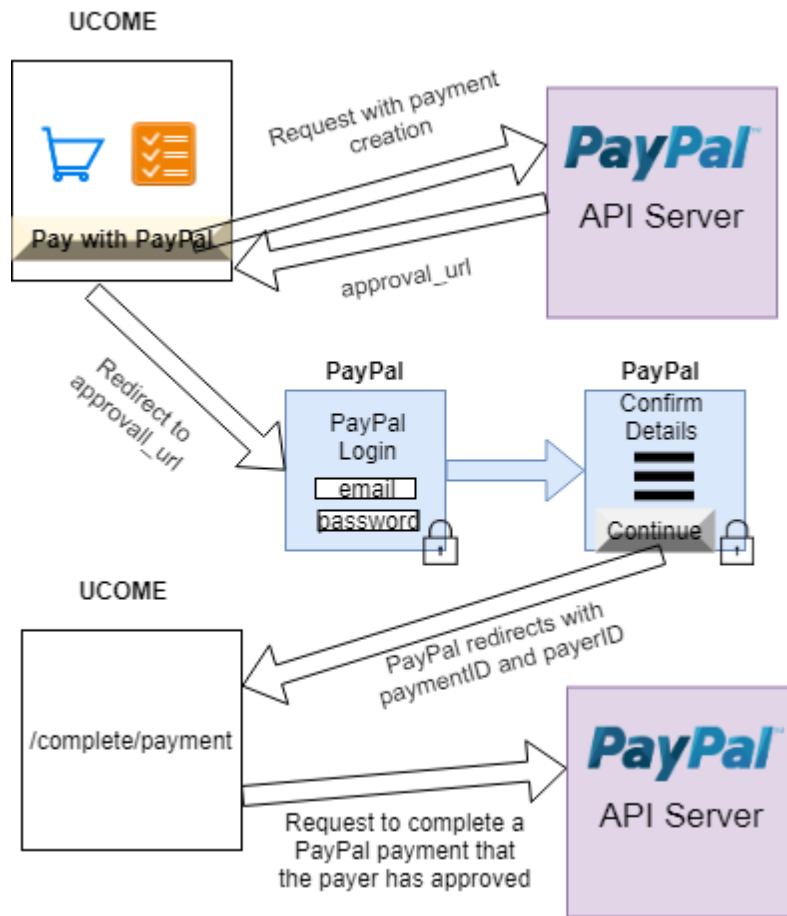 UCOME
Request with payment
creation
PayPal™
API Server
Pay with PayPal
approval_url
Redirect to
approvall_url
PayPal
PayPal
Login
email
password
PayPal
Confirm
Details
Continue
UCOME
PayPal redirects with
paymentID and payerID
/complete/payment
PayPal™
API Server
Request to complete a
PayPal payment that
the payer has approved